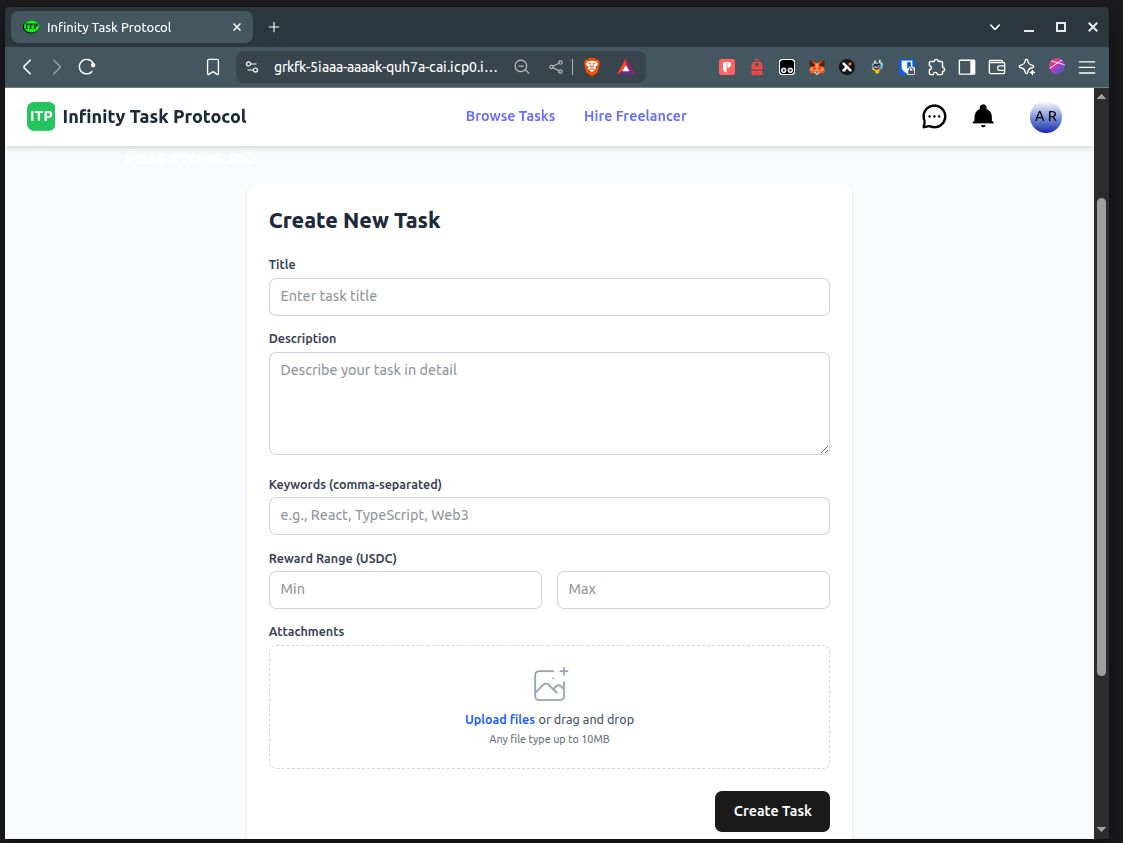 ITP Infinity Task Protocol
grkfk-5iaaa-aaaak-quh7a-cai.icp0.i...
ITP Infinity Task Protocol Browse Tasks Hire Freelancer A R
Post a New Job
Create New Task
Title
Enter task title
Description
Describe your task in detail
Keywords (comma-separated)
e.g., React, TypeScript, Web3
Reward Range (USDC)
Min Max
Attachments
Upload files or drag and drop
Any file type up to 10MB
Create Task